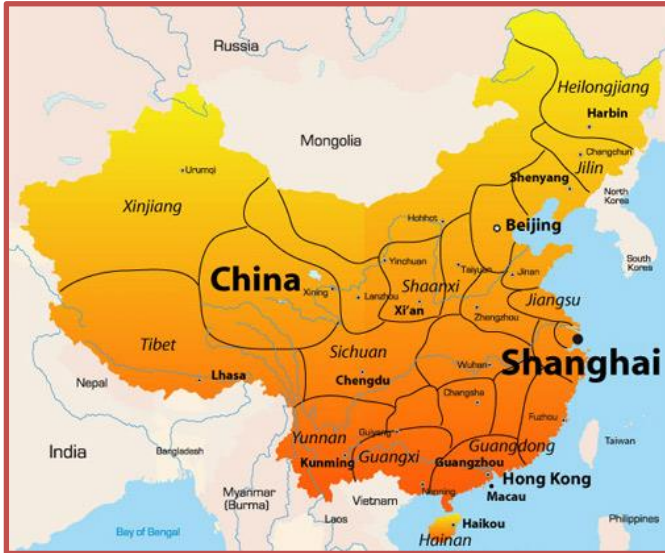 Russia
Heilongjiang
Harbin
Mongolia
Changchun
Jilin
Urumqi
Shenyang
North
Korea
Xinjiang
Hohhot
Beijing
South
Korea
China
Yinchuan
Taiyuan
Jinan
Xining
Lanzhou
Shaanxi
Xi'an
Jiangsu
Zhengzhou
Tibet
Sichuan
Shanghai
Wuhan
Lhasa
Chengdu
Nepal
Changsha
Fuzhou
Yunnan
Guiyang
Guangdong
Taiwan
India
Bangladesh
Kunming
Guangxi
Guangzhou
Hong Kong
Nanning
Macau
Myanmar
(Burma)
Vietnam
Laos
Bay of Bengal
Haikou
Hainan
Philippines